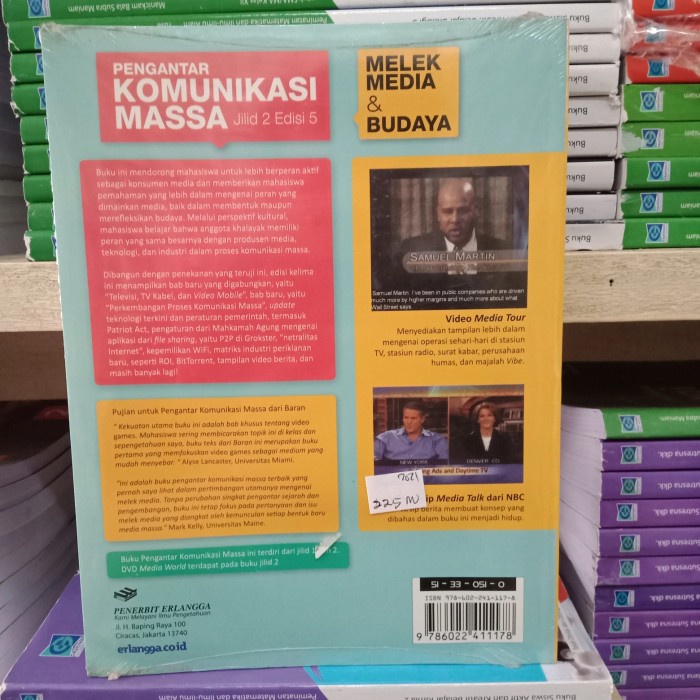 PENGANTAR
KOMUNIKASI
MASSA Jilid 2 Edisi 5
MELEK
MEDIA
&
BUDAYA
Buku ini mendorong mahasiswa untuk lebih berperan aktif
sebagai konsumen media dan memberikan mahasiswa
pemahaman yang lebih dalam mengenai peran yang
dimainkan media, baik dalam membentuk maupun
merefleksikan budaya. Melalui perspektif kultural,
mahasiswa belajar bahwa anggota khalayak memiliki
peran yang sama besarnya dengan produsen media,
teknologi, dan industri dalam proses komunikasi massa.
Dibangun dengan penekanan yang teruji ini, edisi kelima
ini menampilkan bab baru yang digabungkan, yaitu
"Televisi, TV Kabel, dan Video Mobile", bab baru, yaitu
"Perkembangan Proses Komunikasi Massa", update
teknologi terkini dan peraturan pemerintah, termasuk
Patriot Act, pengaturan dari Mahkamah Agung mengenai
aplikasi dari file sharing, yaitu P2P di Grokster, "netralitas
Internet", kepemilikan WiFi, matriks industri periklanan
baru, seperti ROI, BitTorrent, tampilan video berita, dan
masih banyak lagi!
Pujian untuk Pengantar Komunikasi Massa dari Baran
" Kekuatan utama buku ini adalah bab khusus tentang video
games. Mahasiswa sering membicarakan topik ini di kelas dan
sepengetahuan saya, buku teks dari Baran ini merupakan buku
pertama yang memfokuskan video games sebagai medium yang
mudah menyebar. " Alyse Lancaster, Universitas Miami.
"Ini adalah buku pengantar komunikasi massa terbaik yang
pernah saya lihat dalam pertimbangan utamanya mengenai
melek media. Tanpa perubahan singkat pengantar sejarah dan
pengembangan, buku ini tetap fokus pada pertanyaan dan isu
melek media yang diangkat oleh kemunculan setiap bentuk baru
media massa." Mark Kelly, Universitas Maine.
Buku Pengantar Komunikasi Massa ini terdiri dari jilid 2.
DVD Media World terdapat pada buku jilid 2
SAMUEL MARTIN
Samuel Martin: I've been in public companies who are driven
much more by higher margins and much more about what
Wall Street says.
Video Media Tour
Menyediakan tampilan lebih dalam
mengenai operasi sehari-hari di stasiun
TV, stasiun radio, surat kabar, perusahaan
humas, dan majalah Vibe.
NEW YORK
DENVER, CO
Ads and Daytime TV
225
Media Talk dari NBC
berita membuat konsep yang
dibahas dalam buku ini menjadi hidup.
PENERBIT ERLANGGA
Kami Melayani Ilmu Pengetahuan
Jl. H. Baping Raya 100
Ciracas, Jakarta 13740
erlangga.co.id
51 - 33 - 051 - 0
ISBN 978-602-241-117-8
9 786022 411178